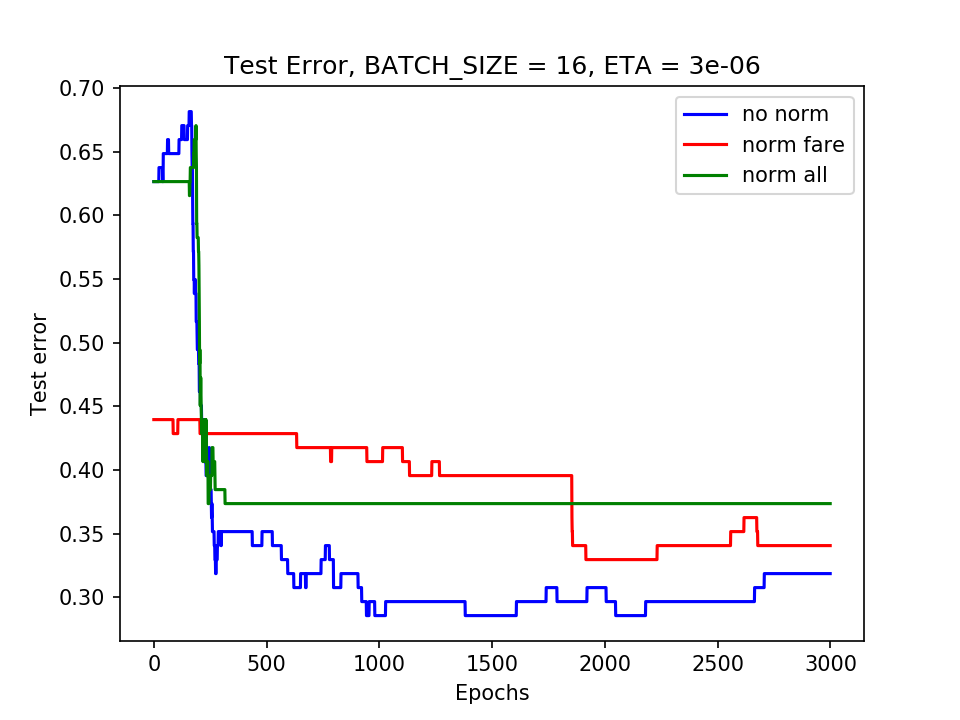 Test Error, BATCH_SIZE = 16, ETA = 3e-06
no norm
norm fare
norm all
Test error
0.70
0.65
0.60
0.55
0.50
0.45
0.40
0.35
0.30
0
500
1000
1500
2000
2500
3000
Epochs